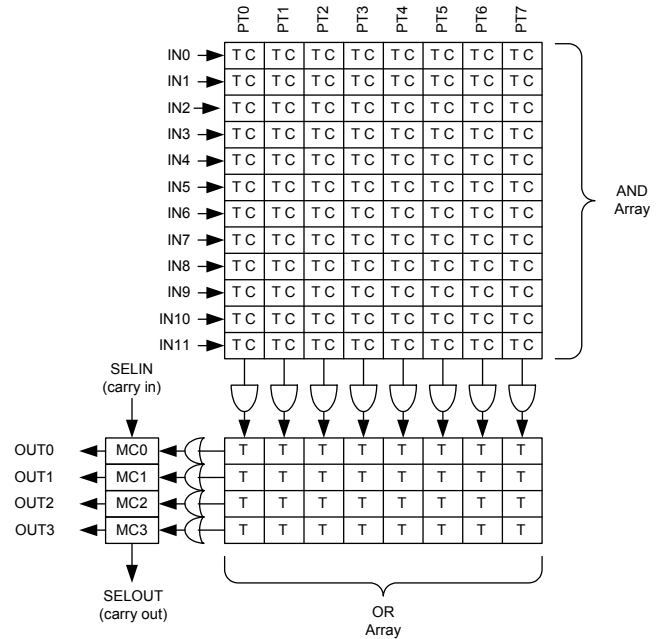 PT0 PT1 PT2 PT3 PT4 PT5 PT6 PT7
IN0 T C T C T C T C T C T C T C T C
IN1 T C T C T C T C T C T C T C T C
IN2 T C T C T C T C T C T C T C T C
IN3 T C T C T C T C T C T C T C T C
IN4 T C T C T C T C T C T C T C T C
IN5 T C T C T C T C T C T C T C T C
IN6 T C T C T C T C T C T C T C T C
IN7 T C T C T C T C T C T C T C T C
IN8 T C T C T C T C T C T C T C T C
IN9 T C T C T C T C T C T C T C T C
IN10 T C T C T C T C T C T C T C T C
IN11 T C T C T C T C T C T C T C T C
AND
Array
SELIN
(carry in)
OUT0 MC0 T T T T T T T T
OUT1 MC1 T T T T T T T T
OUT2 MC2 T T T T T T T T
OUT3 MC3 T T T T T T T T
SELOUT
(carry out)
OR
Array